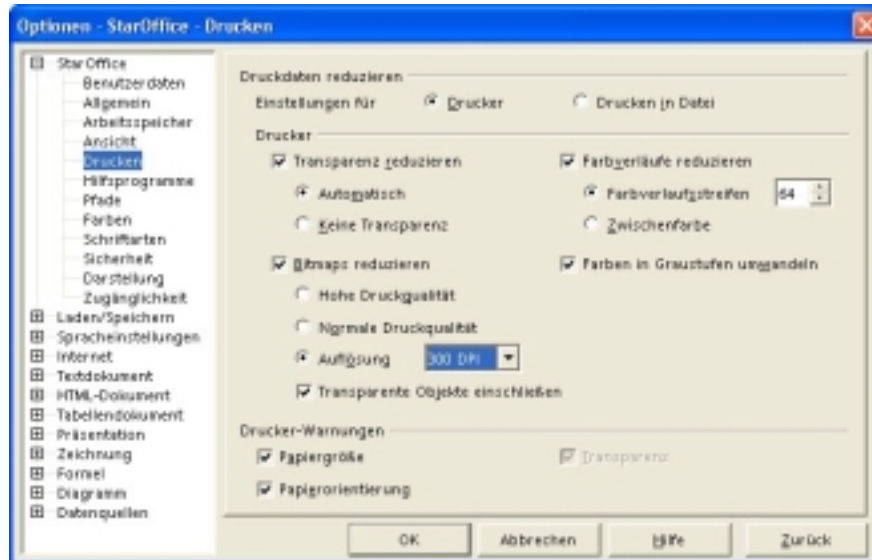 Optionen - StarOffice - Drucken
StarOffice
Benutzerdaten
Allgemein
Arbeitsspeicher
Ansicht
Drucken
Hilfsprogramme
Pfade
Farben
Schriftarten
Sicherheit
Darstellung
Zugänglichkeit
Laden/Speichern
Spracheinstellungen
Internet
Textdokument
HTML-Dokument
Tabellendokument
Präsentation
Zeichnung
Formel
Diagramm
Datenquellen
Druckdaten reduzieren
Einstellungen für Drucker Drucken in Datei
Drucker
Transparenz reduzieren
Automatisch
Keine Transparenz
Bitmaps reduzieren
Hohe Druckqualität
Normale Druckqualität
Auflösung 300 DPI
Transparente Objekte einschließen
Farbverläufe reduzieren
Farbverlaufstreifen 64
Zwischenfarbe
Farben in Graustufen umwandeln
Drucker-Warnungen
Papiergröße Transparenz
Papierorientierung
OK Abbrechen Hilfe Zurück